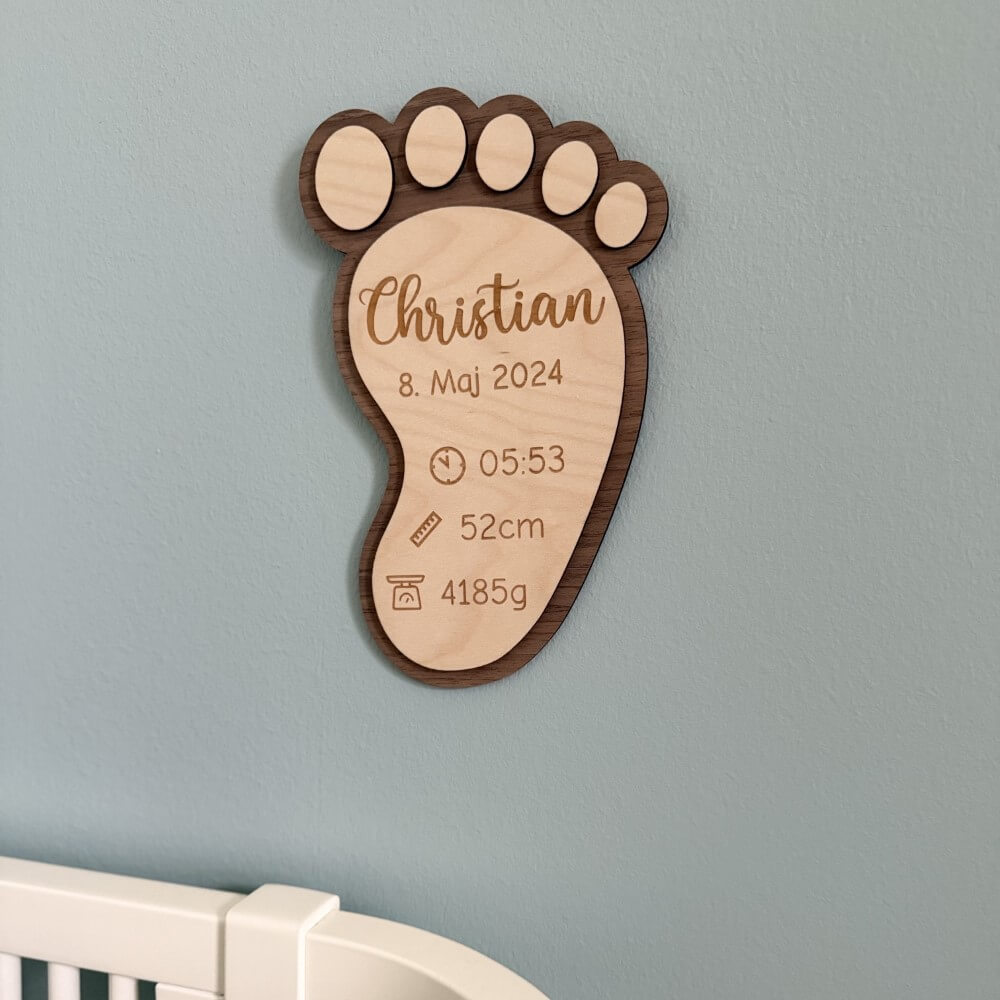 Christian
8. Maj 2024
05:53
52cm
4185g